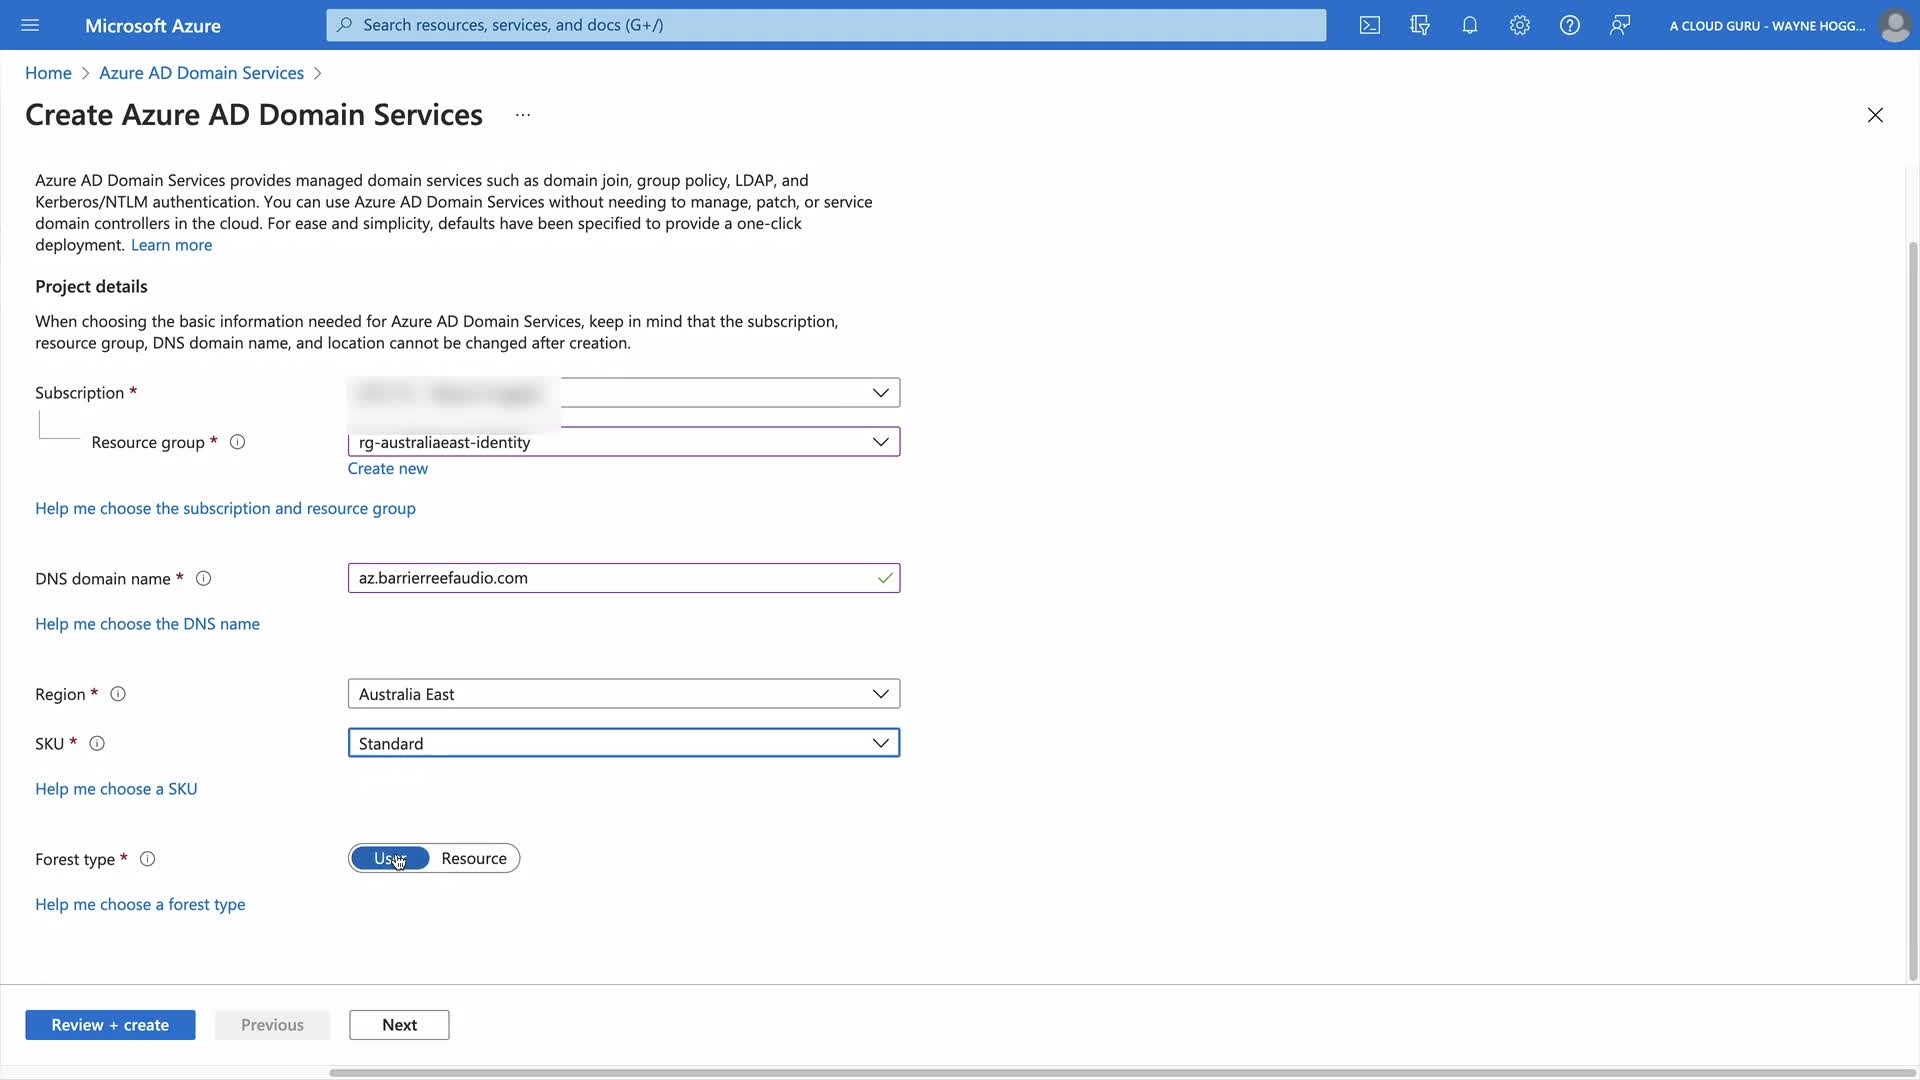 Microsoft Azure
Search resources, services, and docs (G+/)
A CLOUD GURU - WAYNE HOGG...
Home > Azure AD Domain Services >
Create Azure AD Domain Services ...
Azure AD Domain Services provides managed domain services such as domain join, group policy, LDAP, and
Kerberos/NTLM authentication. You can use Azure AD Domain Services without needing to manage, patch, or service
domain controllers in the cloud. For ease and simplicity, defaults have been specified to provide a one-click
deployment. Learn more
Project details
When choosing the basic information needed for Azure AD Domain Services, keep in mind that the subscription,
resource group, DNS domain name, and location cannot be changed after creation.
Subscription *
Resource group * rg-australiaeast-identity
Create new
Help me choose the subscription and resource group
DNS domain name * az.barrierreefaudio.com
Help me choose the DNS name
Region * Australia East
SKU * Standard
Help me choose a SKU
Forest type * User Resource
Help me choose a forest type
Review + create Previous Next